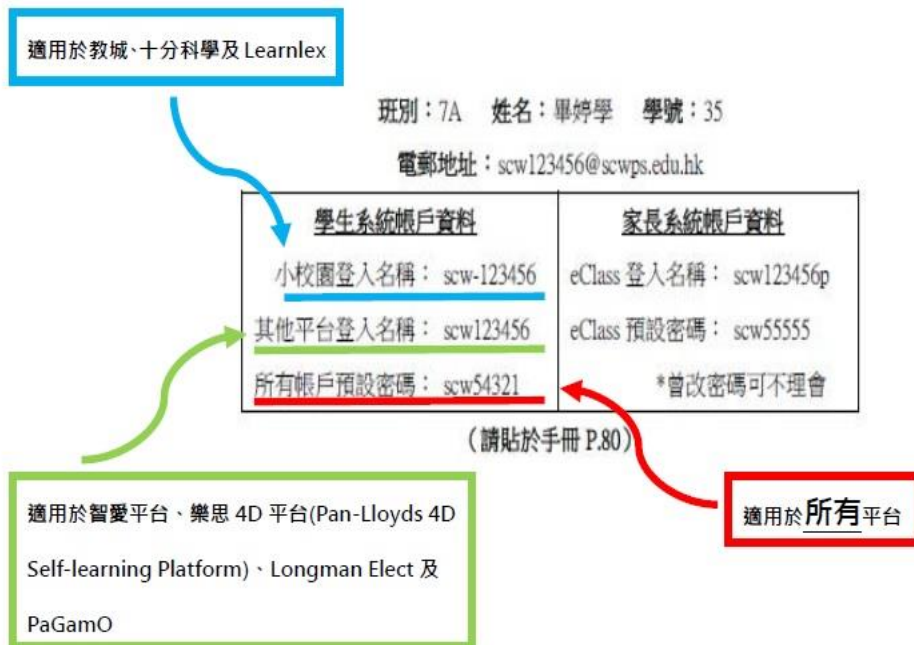 適用於教城、十分科學及 Learnlex
班別：7A 姓名：畢婷學 學號：35
電郵地址：scw123456@scwps.edu.hk
學生系統帳戶資料
小校園登入名稱： scw-123456
其他平台登入名稱： scw123456
所有帳戶預設密碼： scw54321
家長系統帳戶資料
eClass 登入名稱： scw123456p
eClass 預設密碼： scw55555
*曾改密碼可不理會
（請貼於手冊 P.80）
適用於智愛平台、樂思 4D 平台(Pan-Lloyds 4D
Self-learning Platform)、Longman Elect 及
PaGamO
適用於所有平台